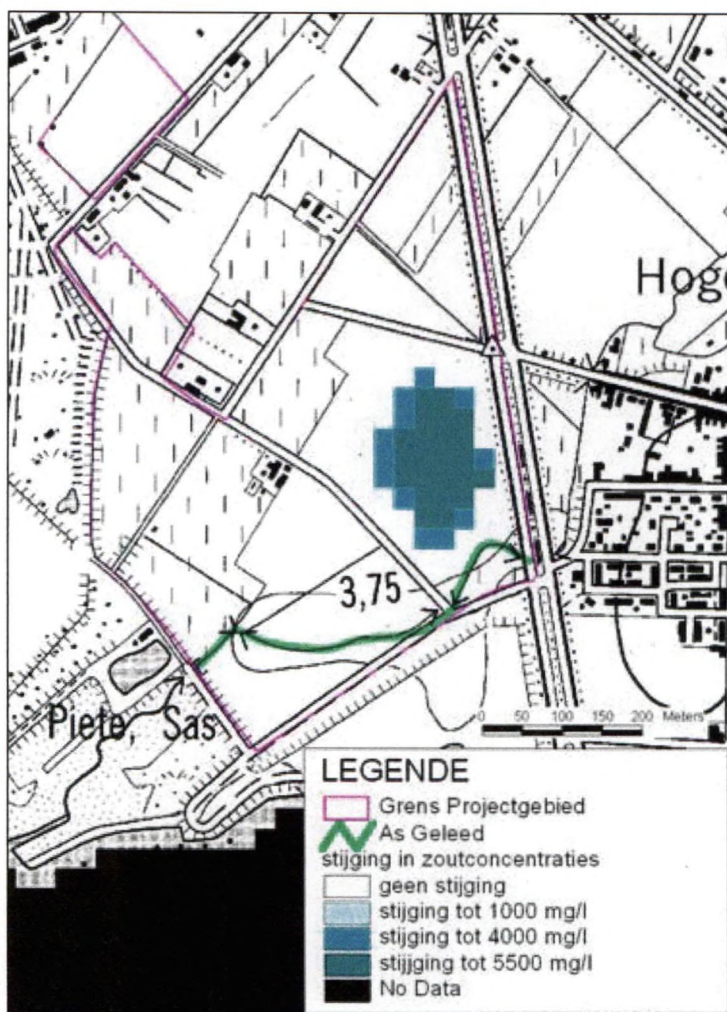 Hoge
3,75
Piete, Sas
0 50 100 150 200 Meters
LEGENDE
Grens Projectgebied
As Geleed
stijging in zoutconcentraties
geen stijging
stijging tot 1000 mg/l
stijging tot 4000 mg/l
stijjging tot 5500 mg/l
No Data